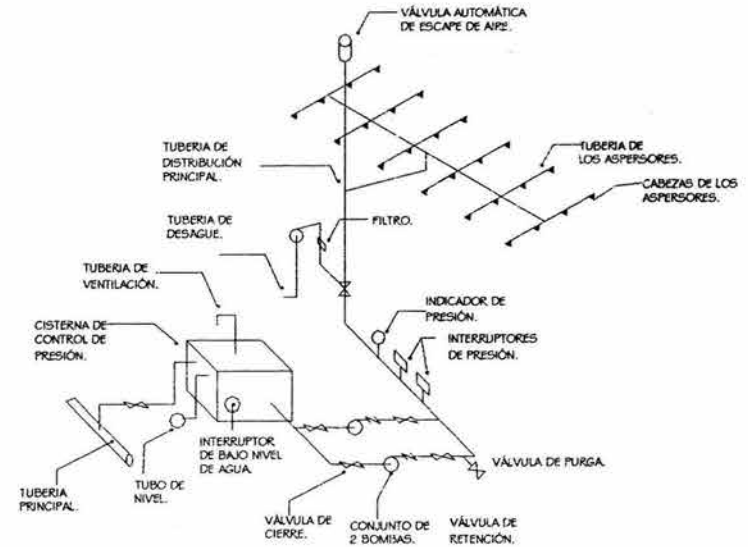 VÁLVULA AUTOMÁTICA
DE ESCAPE DE AIRE.
TUBERIA DE
DISTRIBUCIÓN
PRINCIPAL.
TUBERIA DE
LOS ASPERSORES.
CABEZAS DE LOS
ASPERSORES.
TUBERIA DE
DESAGUE.
FILTRO.
TUBERIA DE
VENTILACIÓN.
INDICADOR DE
PRESIÓN.
CISTERNA DE
CONTROL DE
PRESIÓN.
INTERRUPTORES
DE PRESIÓN.
INTERRUPTOR
DE BAJO NIVEL
DE AGUA.
VÁLVULA DE PURGA.
TUBERIA
PRINCIPAL.
TUBO DE
NIVEL.
VÁLVULA DE
CIERRE.
CONJUNTO DE
2 BOMBAS.
VÁLVULA DE
RETENCIÓN.